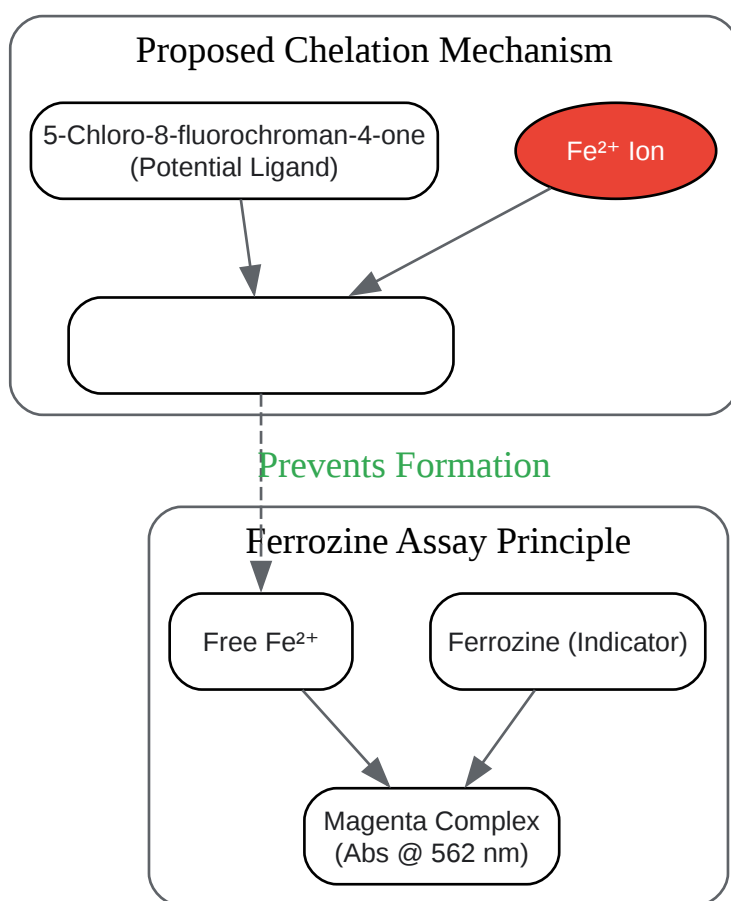 Proposed Chelation Mechanism
5-Chloro-8-fluorochroman-4-one
(Potential Ligand)
Fe²⁺ Ion
Prevents Formation
Ferrozine Assay Principle
Free Fe²⁺
Ferrozine (Indicator)
Magenta Complex
(Abs @ 562 nm)